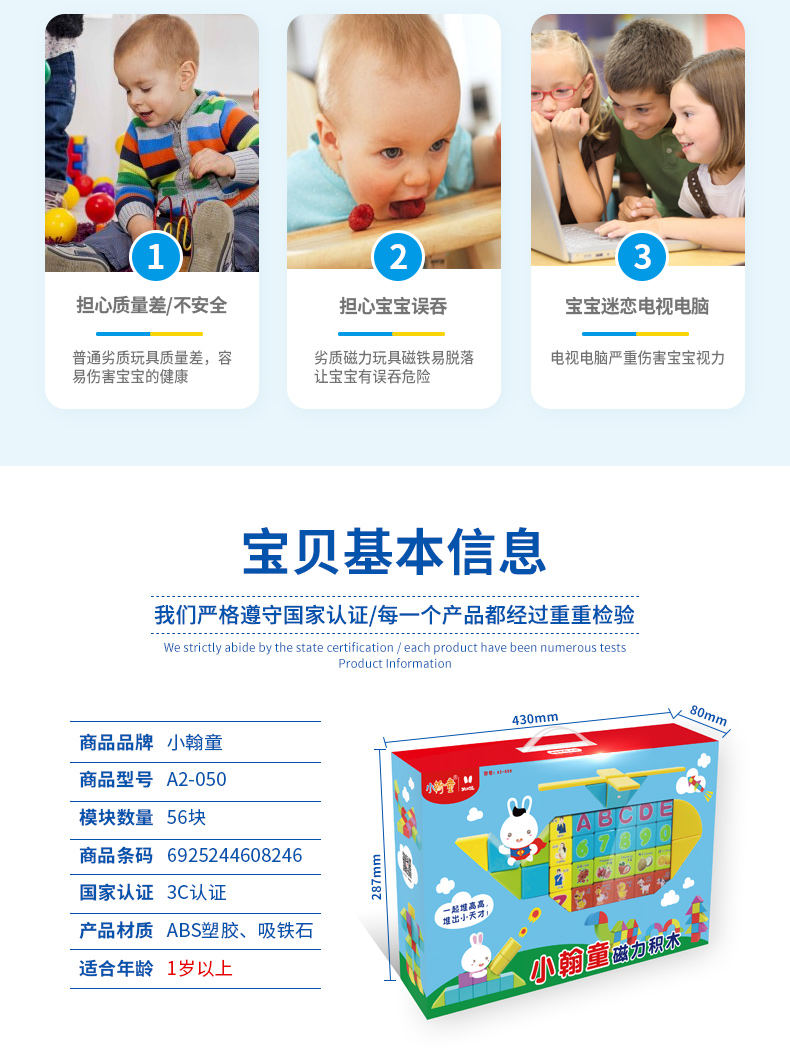 1
2
3
担心质量差/不安全
担心宝宝误吞
宝宝迷恋电视电脑
普通劣质玩具质量差，容
易伤害宝宝的健康
劣质磁力玩具磁铁易脱落
让宝宝有误吞危险
电视电脑严重伤害宝宝视力
宝贝基本信息
我们严格遵守国家认证/每一个产品都经过重重检验
We strictly abide by the state certification / each product have been numerous tests
Product Information
商品品牌 小翰童
商品型号 A2-050
模块数量 56块
商品条码 6925244608246
国家认证 3C认证
产品材质 ABS塑胶、吸铁石
适合年龄 1岁以上
430mm
80mm
287mm
小翰童
A B C D E
6 7 8 9 0
一起堆高高，
堆出小天才！
小翰童 磁力积木